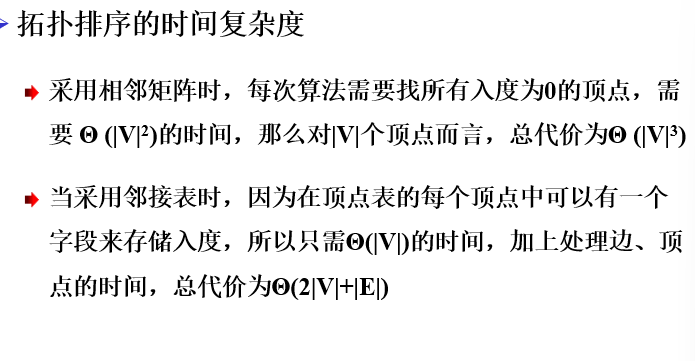 拓扑排序的时间复杂度
采用相邻矩阵时，每次算法需要找所有入度为0的顶点，需
要 Θ (|V|²)的时间，那么对|V|个顶点而言，总代价为Θ (|V|³)
当采用邻接表时，因为在顶点表的每个顶点中可以有一个
字段来存储入度，所以只需Θ(|V|)的时间，加上处理边、顶
点的时间，总代价为Θ(2|V|+|E|)